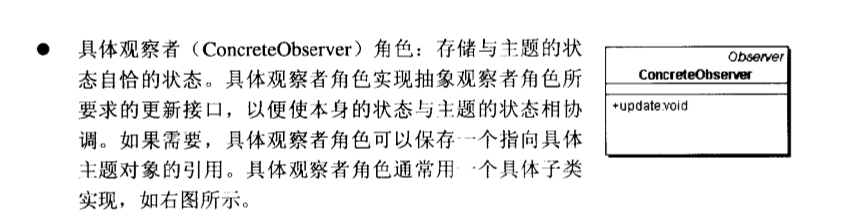 ● 具体观察者（ConcreteObserver）角色：存储与主题的状
态自恰的状态。具体观察者角色实现抽象观察者角色所
要求的更新接口，以便使本身的状态与主题的状态相协
调。如果需要，具体观察者角色可以保存一个指向具体
主题对象的引用。具体观察者角色通常用一个具体子类
实现，如右图所示。
Observer
ConcreteObserver
+update:void